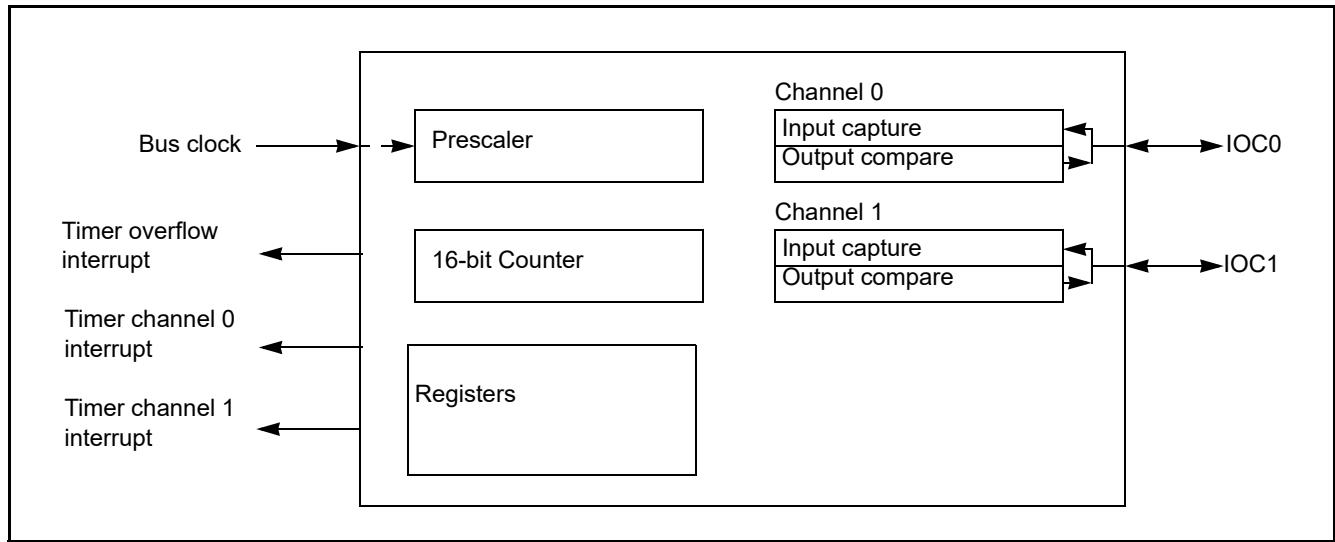 Bus clock
Timer overflow
interrupt
Timer channel 0
interrupt
Timer channel 1
interrupt
Prescaler
16-bit Counter
Registers
Channel 0
Input capture
Output compare
Channel 1
Input capture
Output compare
IOC0
IOC1